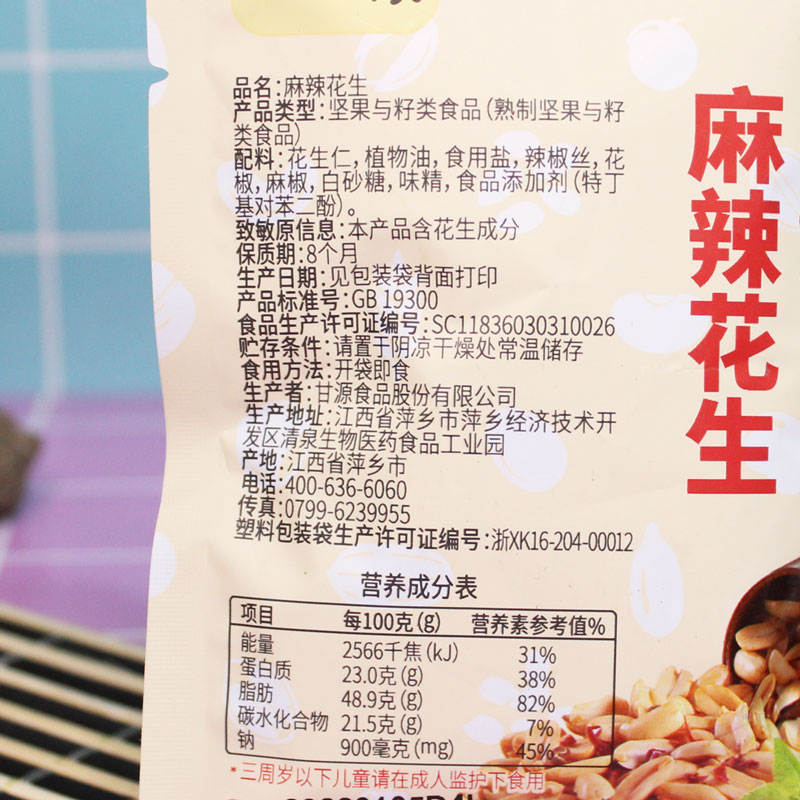 品名:麻辣花生
产品类型:坚果与籽类食品(熟制坚果与籽
类食品)
配料:花生仁,植物油,食用盐,辣椒丝,花
椒,麻椒,白砂糖,味精,食品添加剂(特丁
基对苯二酚)。
致敏原信息:本产品含花生成分
保质期:8个月
生产日期:见包装袋背面打印
产品标准号:GB 19300
食品生产许可证编号:SC11836030310026
贮存条件:请置于阴凉干燥处常温储存
食用方法:开袋即食
生产者:甘源食品股份有限公司
生产地址:江西省萍乡市萍乡经济技术开
发区清泉生物医药食品工业园
产地:江西省萍乡市
电话:400-636-6060
传真:0799-6239955
塑料包装袋生产许可证编号:浙XK16-204-00012
营养成分表
项目 每100克(g) 营养素参考值%
能量 2566千焦(kJ) 31%
蛋白质 23.0克(g) 38%
脂肪 48.9克(g) 82%
碳水化合物 21.5克(g) 7%
钠 900毫克(mg) 45%
*三周岁以下儿童请在成人监护下食用
麻辣花生